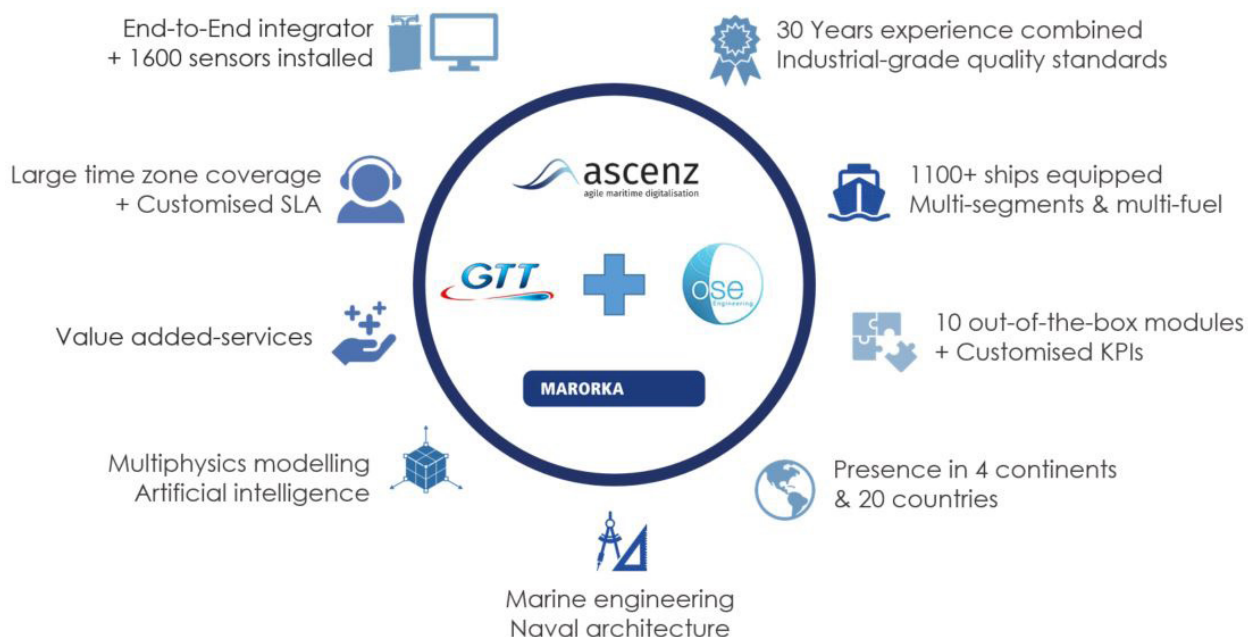 End-to-End integrator
+ 1600 sensors installed
30 Years experience combined
Industrial-grade quality standards
ascenz
agile maritime digitalisation
Large time zone coverage
+ Customised SLA
1100+ ships equipped
Multi-segments & multi-fuel
GTT
ose
Engineering
Value added-services
10 out-of-the-box modules
+ Customised KPIs
MARORKA
Multiphysics modelling
Artificial intelligence
Presence in 4 continents
& 20 countries
Marine engineering
Naval architecture